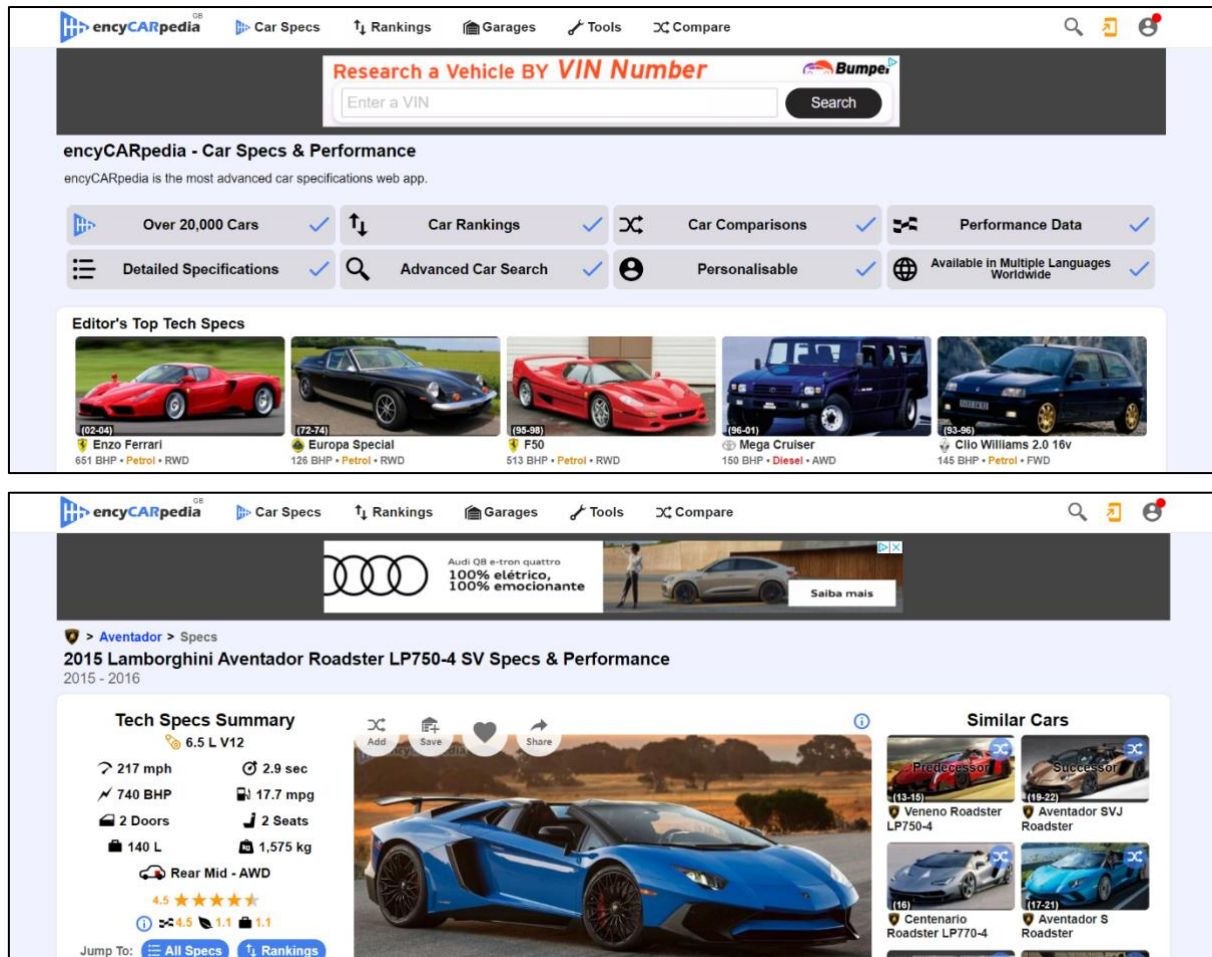 encyCARpedia GB Car Specs Rankings Garages Tools Compare
Research a Vehicle BY VIN Number Bumper
Enter a VIN Search
encyCARpedia - Car Specs & Performance
encyCARpedia is the most advanced car specifications web app.
Over 20,000 Cars Car Rankings Car Comparisons Performance Data
Detailed Specifications Advanced Car Search Personalisable Available in Multiple Languages
Worldwide
Editor's Top Tech Specs
(02-04) (72-74) (95-98) (96-01) (93-96)
Enzo Ferrari Europa Special F50 Mega Cruiser Clio Williams 2.0 16v
651 BHP • Petrol • RWD 126 BHP • Petrol • RWD 513 BHP • Petrol • RWD 150 BHP • Diesel • AWD 145 BHP • Petrol • FWD
encyCARpedia GB Car Specs Rankings Garages Tools Compare
Audi Q8 e-tron quattro
100% elétrico,
100% emocionante
Saiba mais
> Aventador > Specs
2015 Lamborghini Aventador Roadster LP750-4 SV Specs & Performance
2015 - 2016
Tech Specs Summary
6.5 L V12
217 mph 2.9 sec
740 BHP 17.7 mpg
2 Doors 2 Seats
140 L 1,575 kg
Rear Mid - AWD
4.5
4.5 1.1 1.1
Jump To: All Specs Rankings
Add Save Share
Similar Cars
Predecessor Successor
(13-15) (19-22)
Veneno Roadster Aventador SVJ
LP750-4 Roadster
(16) (17-21)
Centenario Aventador S
Roadster LP770-4 Roadster